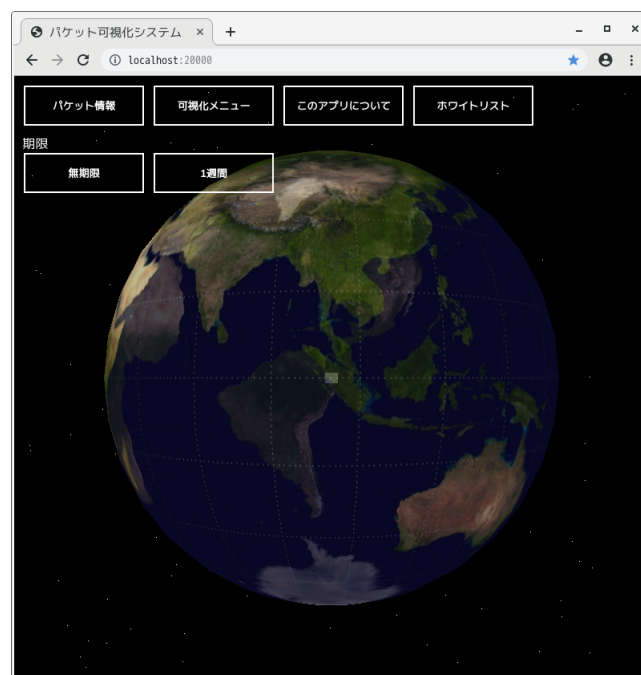 パケット可視化システム
localhost:20000
パケット情報 可視化メニュー このアプリについて ホワイトリスト
期限
無期限 1週間